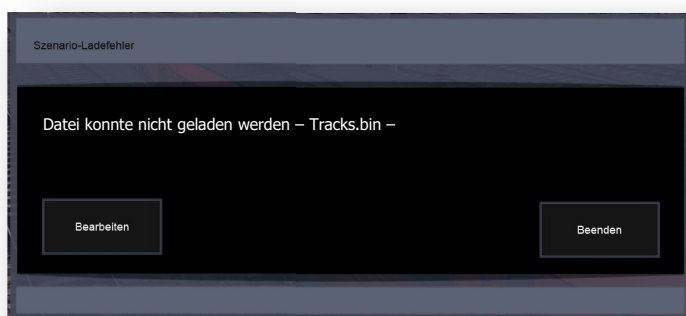 Szenario-Ladefehler
Datei konnte nicht geladen werden – Tracks.bin –
Bearbeiten
Beenden